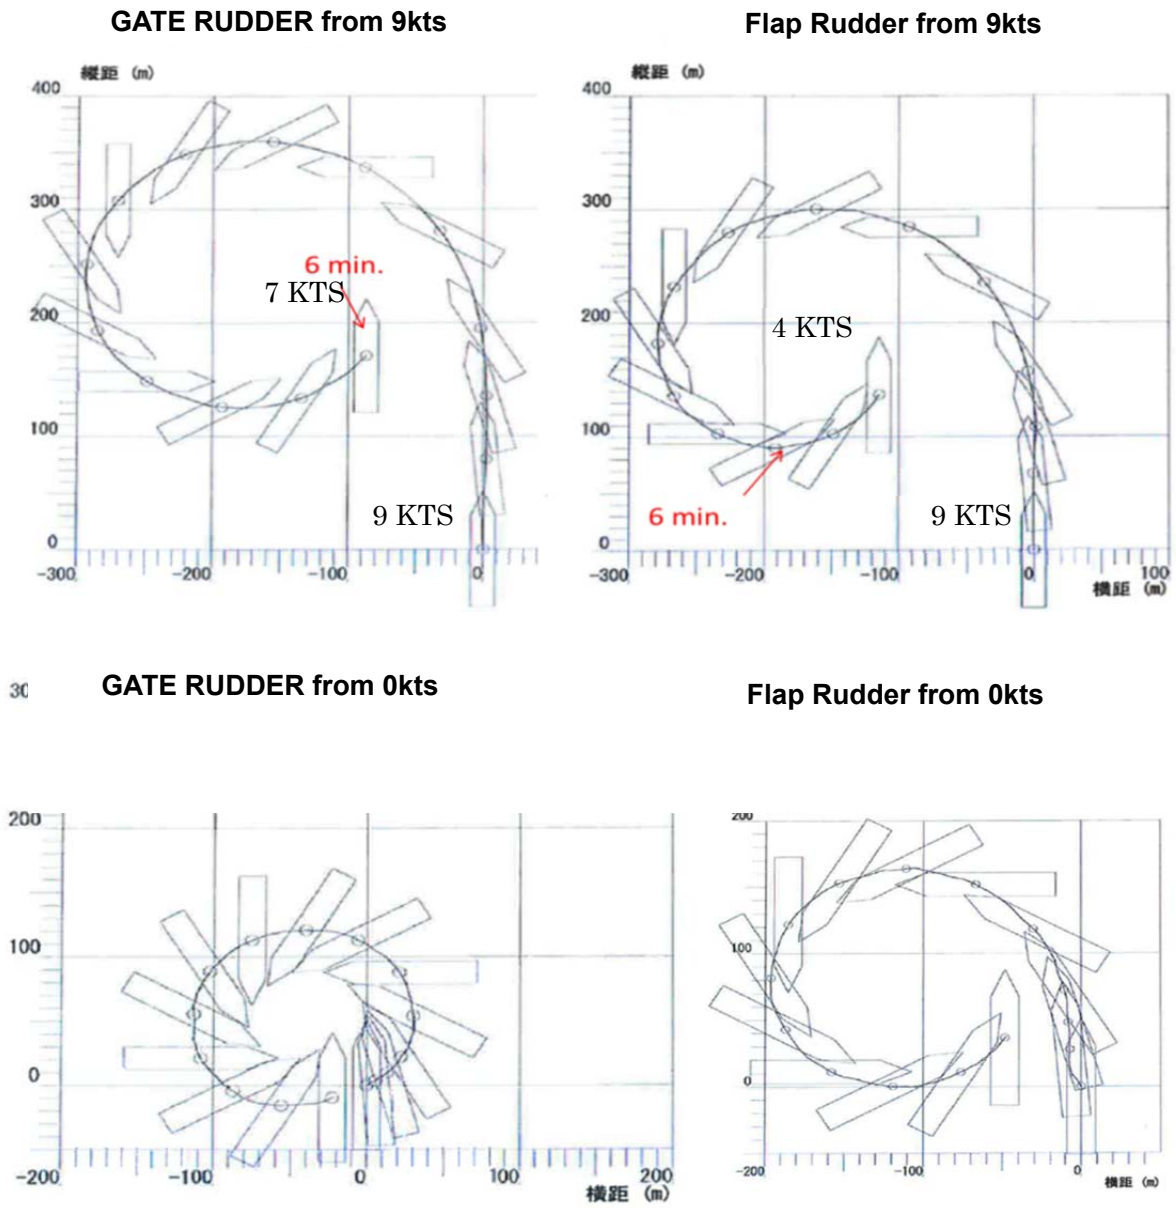 GATE RUDDER from 9kts
Flap Rudder from 9kts
縦距 (m)
縦距 (m)
400
400
300
300
6 min.
7 KTS
4 KTS
200
200
100
100
6 min.
9 KTS
9 KTS
0
0
-300
-200
-100
0
-300
-200
-100
0
100
横距 (m)
GATE RUDDER from 0kts
30
Flap Rudder from 0kts
200
200
100
100
0
0
-200
-100
0
100
200
横距 (m)
-200
-100
0
横距 (m)